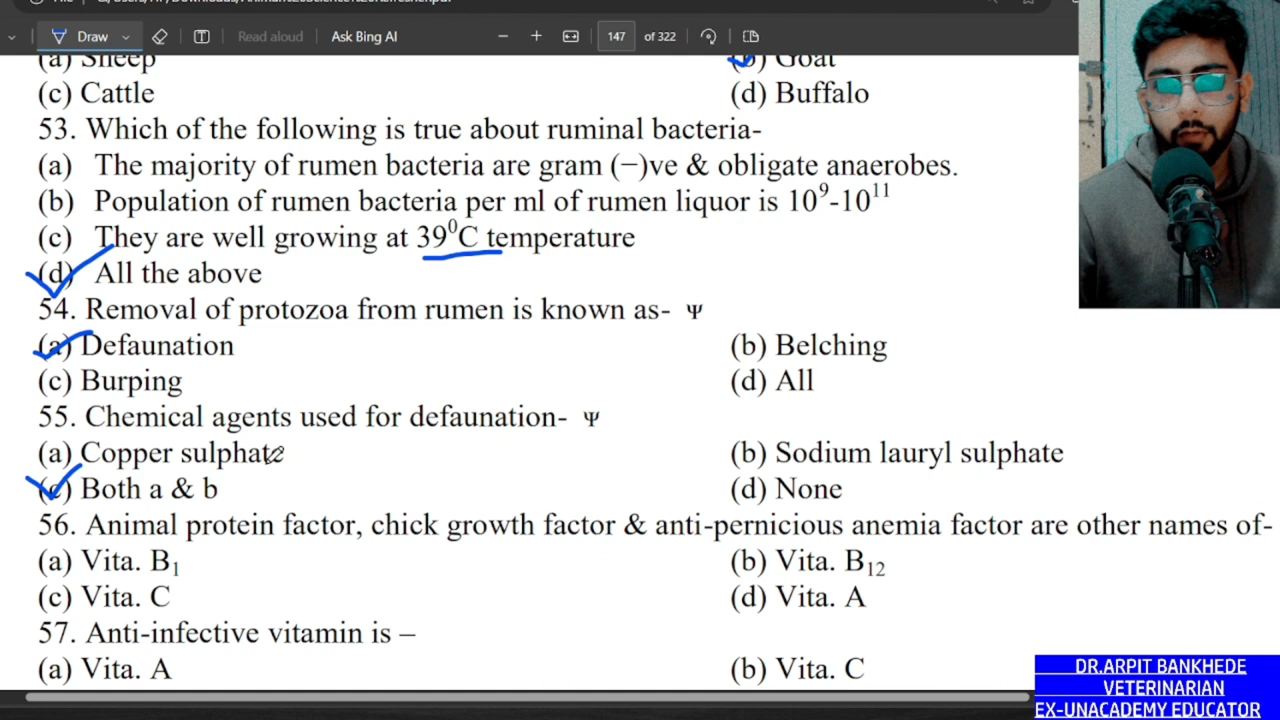 Draw
Read aloud
Ask Bing AI
147 of 322
(a) Sheep (b) Goat
(c) Cattle (d) Buffalo
53. Which of the following is true about ruminal bacteria-
(a) The majority of rumen bacteria are gram (−)ve & obligate anaerobes.
(b) Population of rumen bacteria per ml of rumen liquor is 10⁹-10¹¹
(c) They are well growing at 39⁰C temperature
(d) All the above
54. Removal of protozoa from rumen is known as- Ψ
(a) Defaunation (b) Belching
(c) Burping (d) All
55. Chemical agents used for defaunation- Ψ
(a) Copper sulphate (b) Sodium lauryl sulphate
(c) Both a & b (d) None
56. Animal protein factor, chick growth factor & anti-pernicious anemia factor are other names of-
(a) Vita. B₁ (b) Vita. B₁₂
(c) Vita. C (d) Vita. A
57. Anti-infective vitamin is –
(a) Vita. A (b) Vita. C
DR.ARPIT BANKHEDE
VETERINARIAN
EX-UNACADEMY EDUCATOR